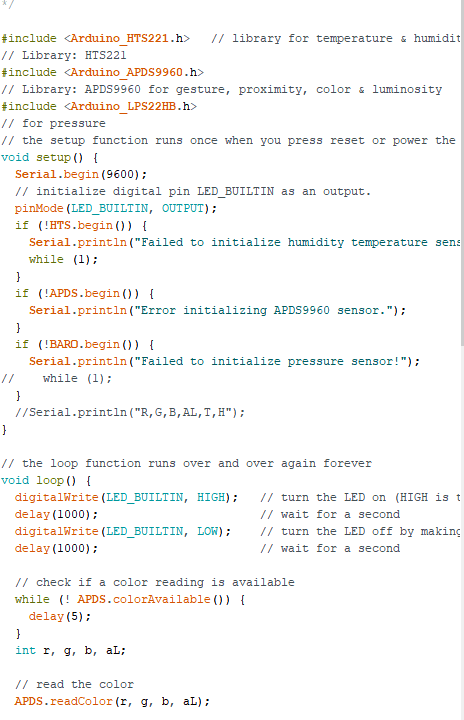 */

#include <Arduino_HTS221.h>   // library for temperature & humidit
// Library: HTS221
#include <Arduino_APDS9960.h>
// Library: APDS9960 for gesture, proximity, color & luminosity
#include <Arduino_LPS22HB.h>
// for pressure
// the setup function runs once when you press reset or power the
void setup() {
  Serial.begin(9600);
  // initialize digital pin LED_BUILTIN as an output.
  pinMode(LED_BUILTIN, OUTPUT);
  if (!HTS.begin()) {
    Serial.println("Failed to initialize humidity temperature sens
    while (1);
  }
  if (!APDS.begin()) {
    Serial.println("Error initializing APDS9960 sensor.");
  }
  if (!BARO.begin()) {
    Serial.println("Failed to initialize pressure sensor!");
//    while (1);
  }
  //Serial.println("R,G,B,AL,T,H");
}

// the loop function runs over and over again forever
void loop() {
  digitalWrite(LED_BUILTIN, HIGH);   // turn the LED on (HIGH is t
  delay(1000);                       // wait for a second
  digitalWrite(LED_BUILTIN, LOW);    // turn the LED off by making
  delay(1000);                       // wait for a second

  // check if a color reading is available
  while (! APDS.colorAvailable()) {
    delay(5);
  }
  int r, g, b, aL;

  // read the color
  APDS.readColor(r, g, b, aL);